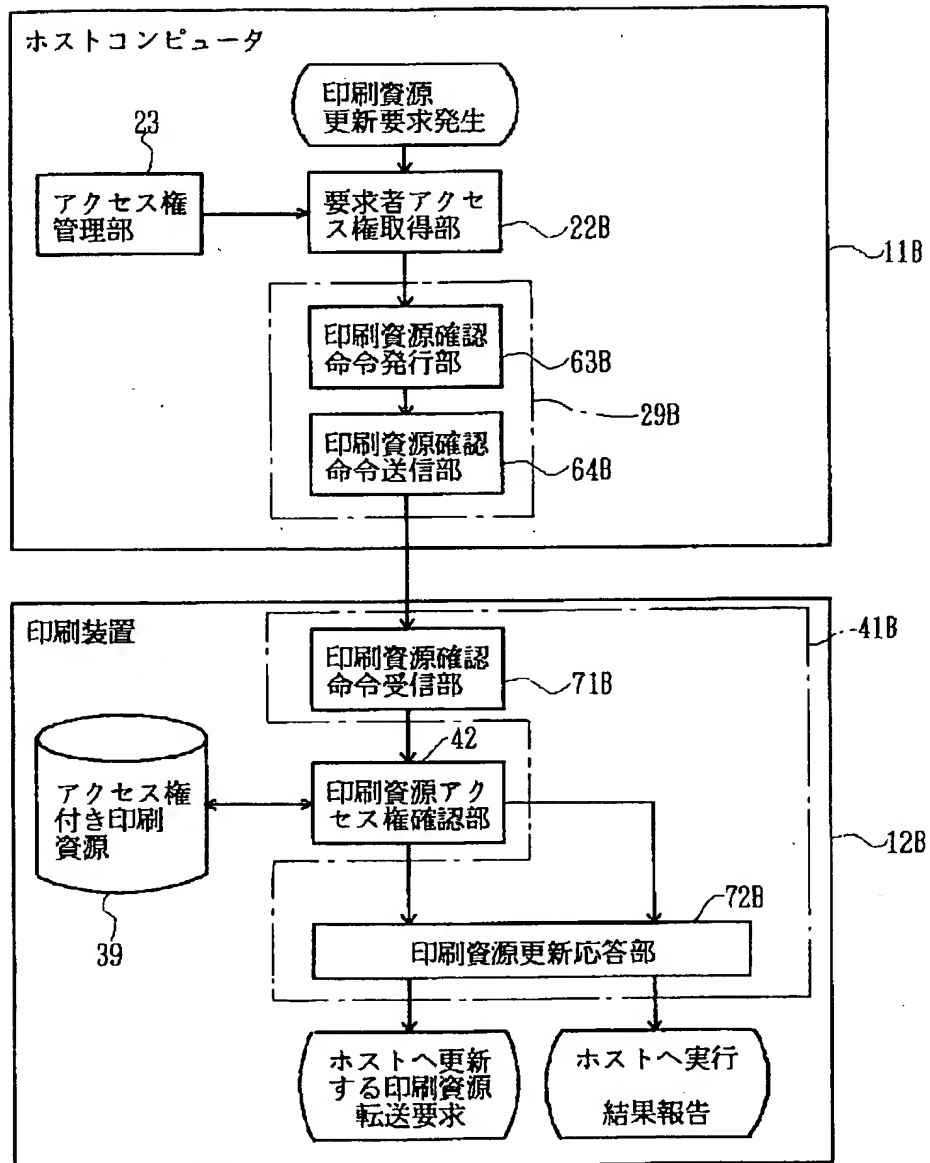 ホストコンピュータ
印刷資源
更新要求発生
23
アクセス権
管理部
要求者アクセ
ス権取得部
22B
11B
印刷資源確認
命令発行部
63B
29B
印刷資源確認
命令送信部
64B
印刷装置
41B
印刷資源確認
命令受信部
71B
42
アクセス権
付き印刷
資源
印刷資源アク
セス権確認部
12B
39
72B
印刷資源更新応答部
ホストへ更新
する印刷資源
転送要求
ホストへ実行
結果報告